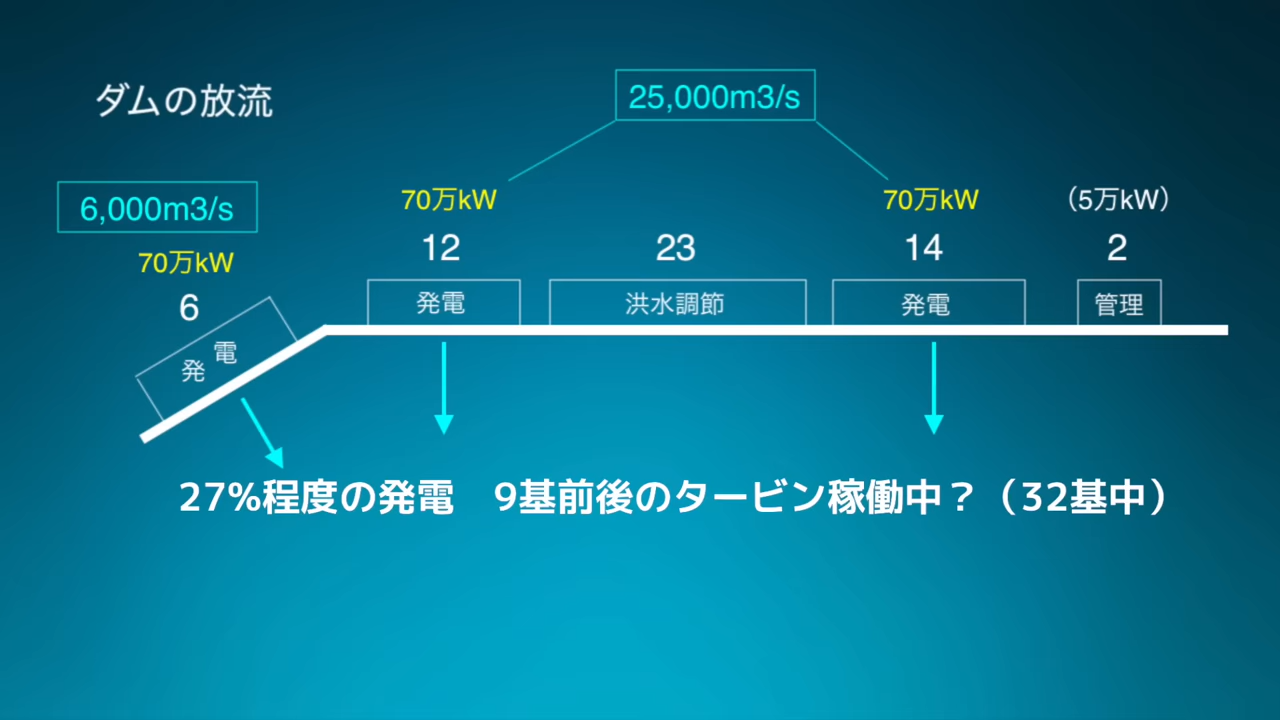 ダムの放流
25,000m3/s
6,000m3/s
70万kW
6
発電
70万kW
12
発電
23
洪水調節
70万kW
14
発電
（5万kW）
2
管理
27%程度の発電　9基前後のタービン稼働中？（32基中）